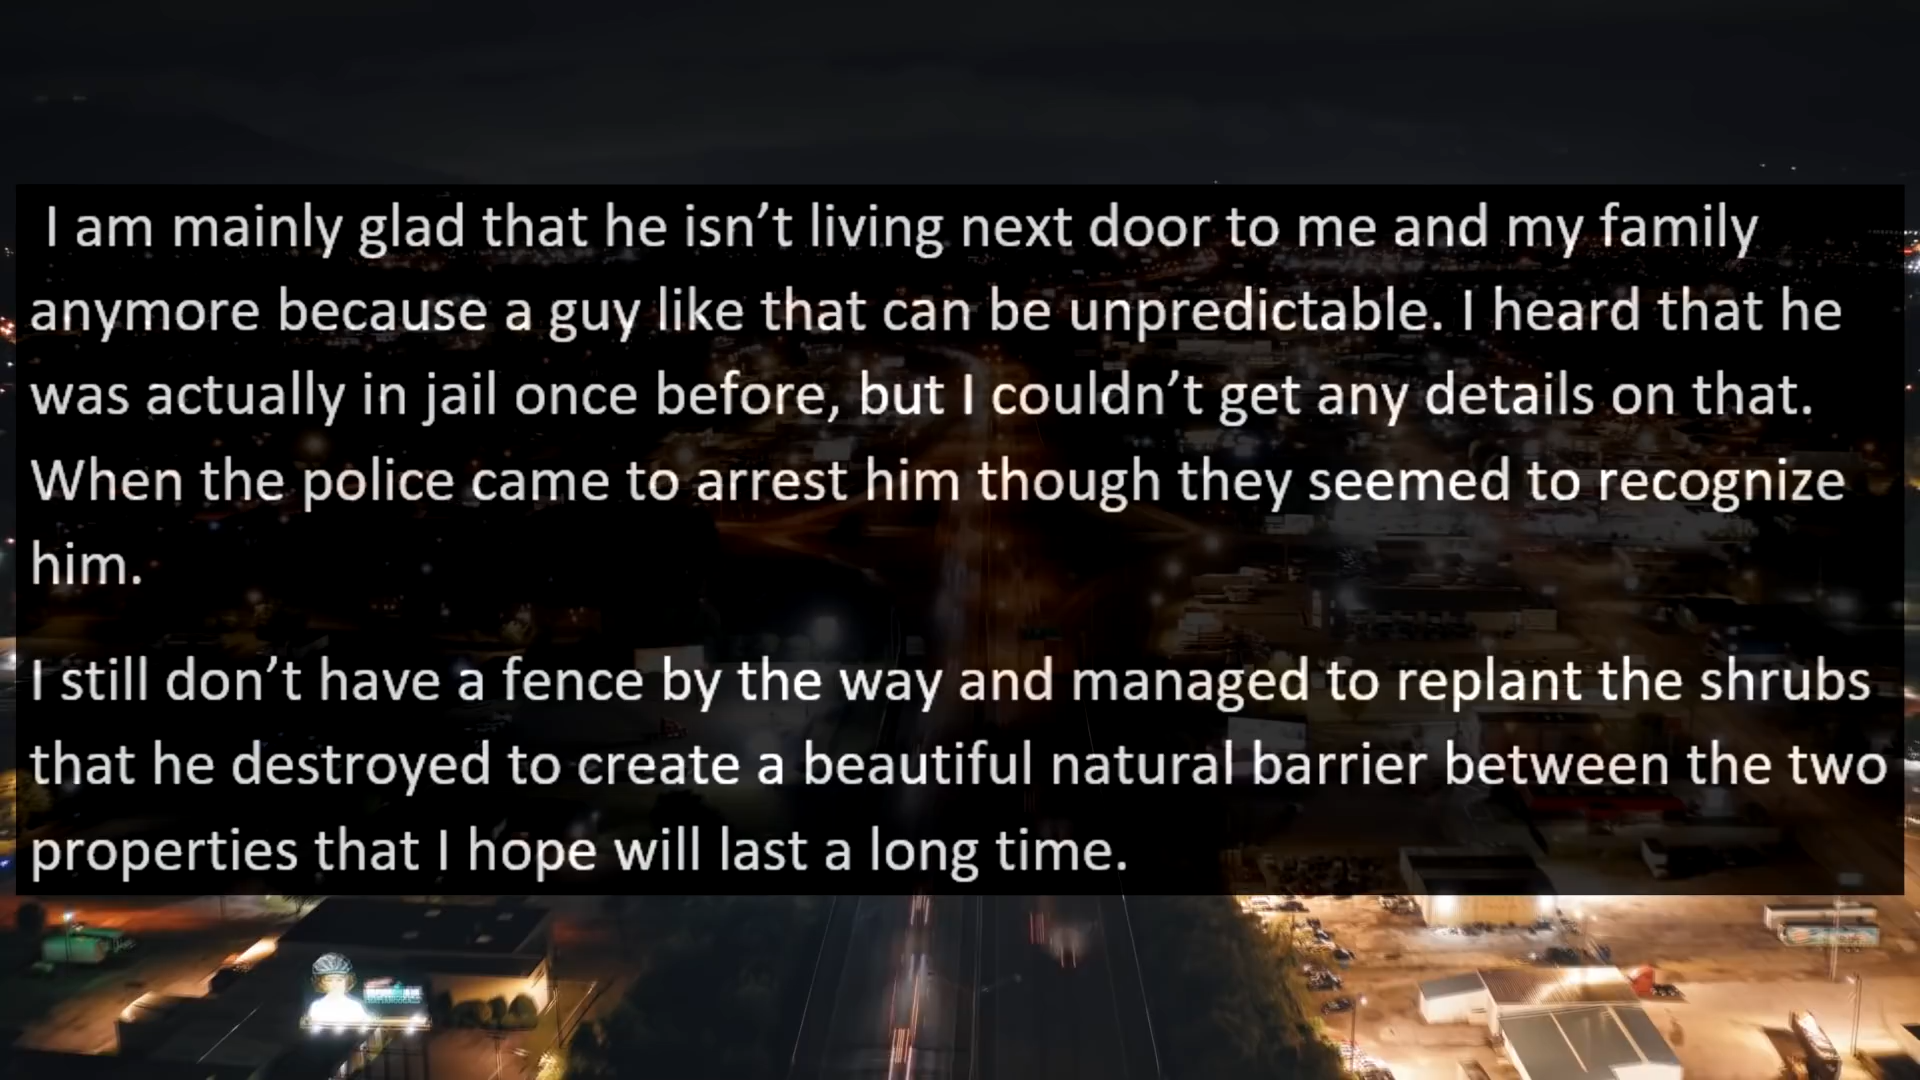 I am mainly glad that he isn’t living next door to me and my family
anymore because a guy like that can be unpredictable. I heard that he
was actually in jail once before, but I couldn’t get any details on that.
When the police came to arrest him though they seemed to recognize
him.
I still don’t have a fence by the way and managed to replant the shrubs
that he destroyed to create a beautiful natural barrier between the two
properties that I hope will last a long time.